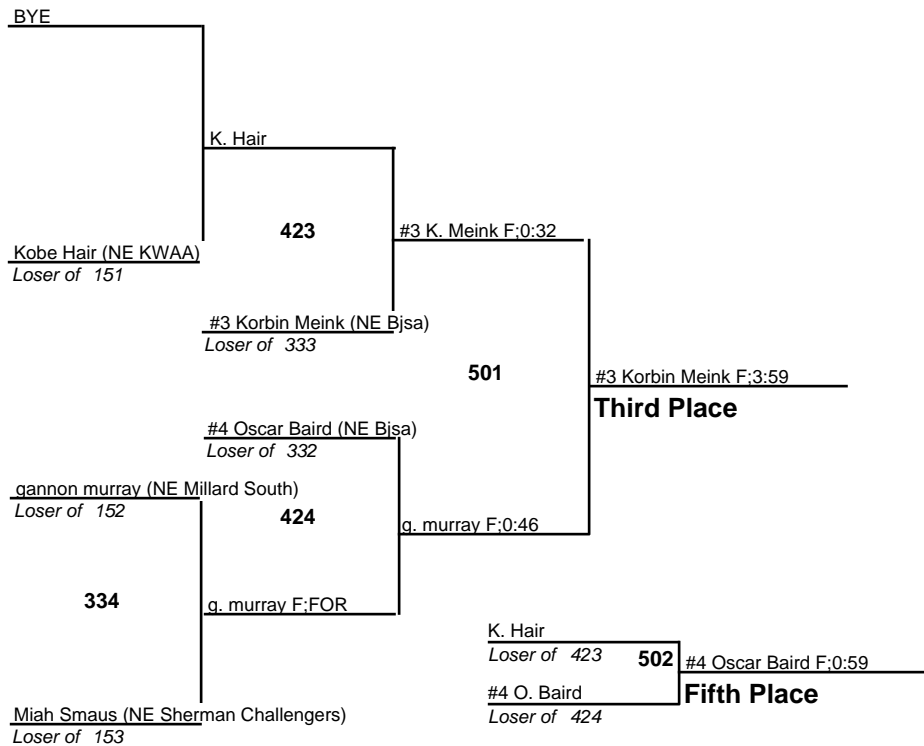 BYE
K. Hair
423
#3 K. Meink F;0:32
Kobe Hair (NE KWAA)
Loser of 151
#3 Korbin Meink (NE Bjsa)
Loser of 333
501
#3 Korbin Meink F;3:59
Third Place
#4 Oscar Baird (NE Bjsa)
Loser of 332
gannon murray (NE Millard South)
Loser of 152
424
g. murray F;0:46
334
g. murray F;FOR
K. Hair
Loser of 423
502
#4 Oscar Baird F;0:59
Fifth Place
#4 O. Baird
Loser of 424
Miah Smaus (NE Sherman Challengers)
Loser of 153